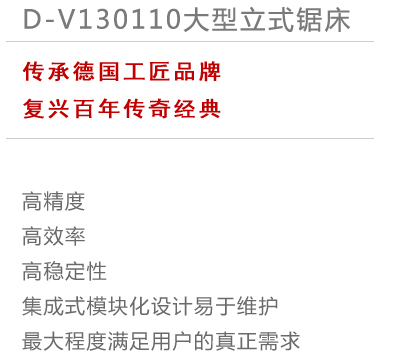 D-V130110大型立式锯床
传承德国工匠品牌
复兴百年传奇经典
高精度
高效率
高稳定性
集成式模块化设计易于维护
最大程度满足用户的真正需求